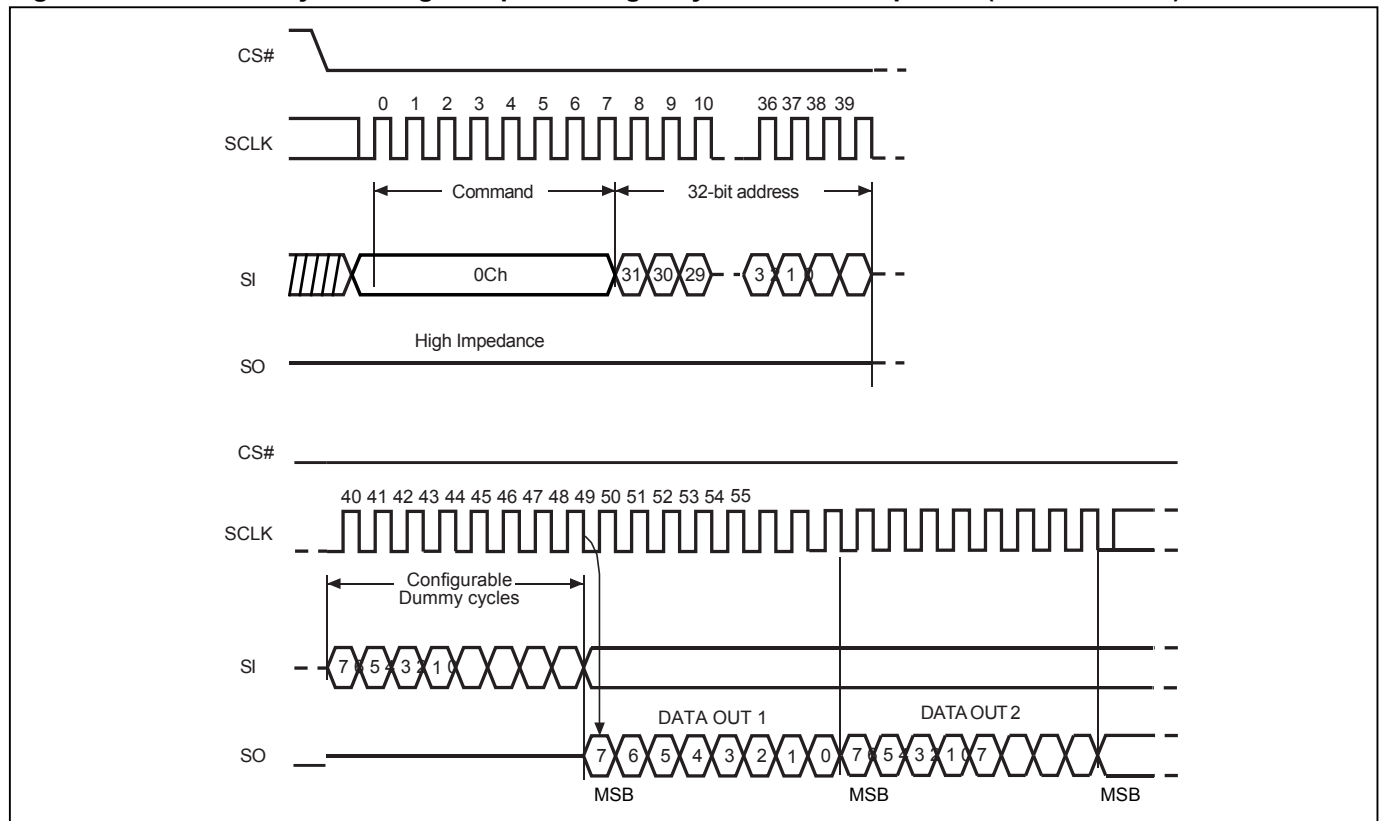 CS#
0 1 2 3 4 5 6 7 8 9 10 36 37 38 39
SCLK
Command 32-bit address
SI 0Ch 31 30 29 3 2 1 0
High Impedance
SO
CS#
40 41 42 43 44 45 46 47 48 49 50 51 52 53 54 55
SCLK
Configurable
Dummy cycles
SI 7 6 5 4 3 2 1 0
DATA OUT 1 DATA OUT 2
SO 7 6 5 4 3 2 1 0 7 6 5 4 3 2 1 0 7
MSB MSB MSB